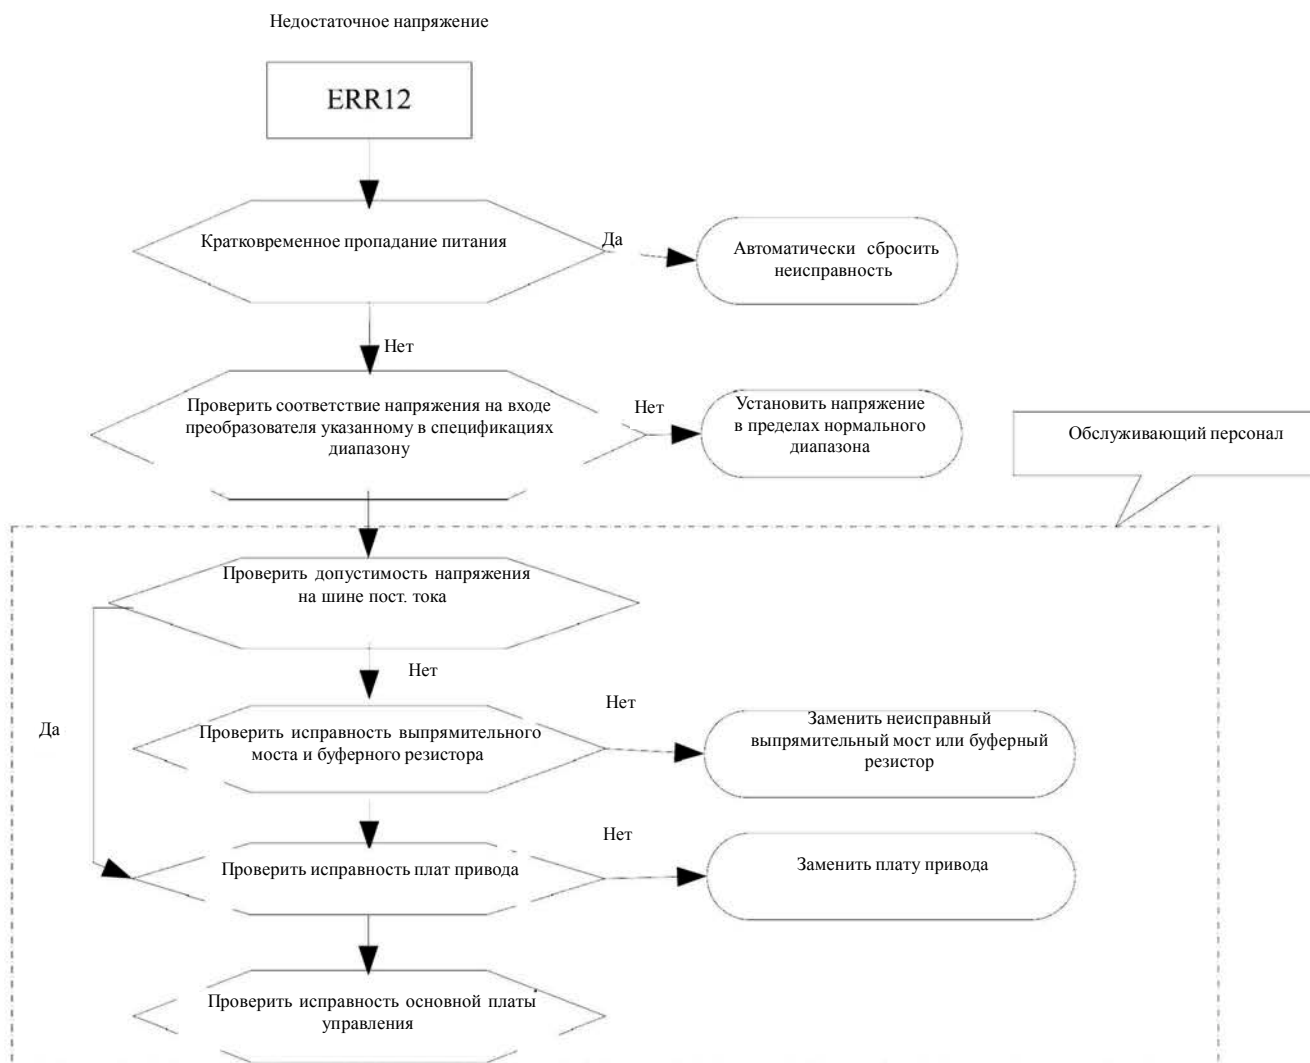 Недостаточное напряжение
ERR12
Кратковременное пропадание питания
Да
Автоматически сбросить
неисправность
Нет
Проверить соответствие напряжения на входе
преобразователя указанному в спецификациях
диапазону
Нет
Установить напряжение
в пределах нормального
диапазона
Обслуживающий персонал
Проверить допустимость напряжения
на шине пост. тока
Нет
Да
Проверить исправность выпрямительного
моста и буферного резистора
Нет
Заменить неисправный
выпрямительный мост или буферный
резистор
Проверить исправность плат привода
Нет
Заменить плату привода
Проверить исправность основной платы
управления